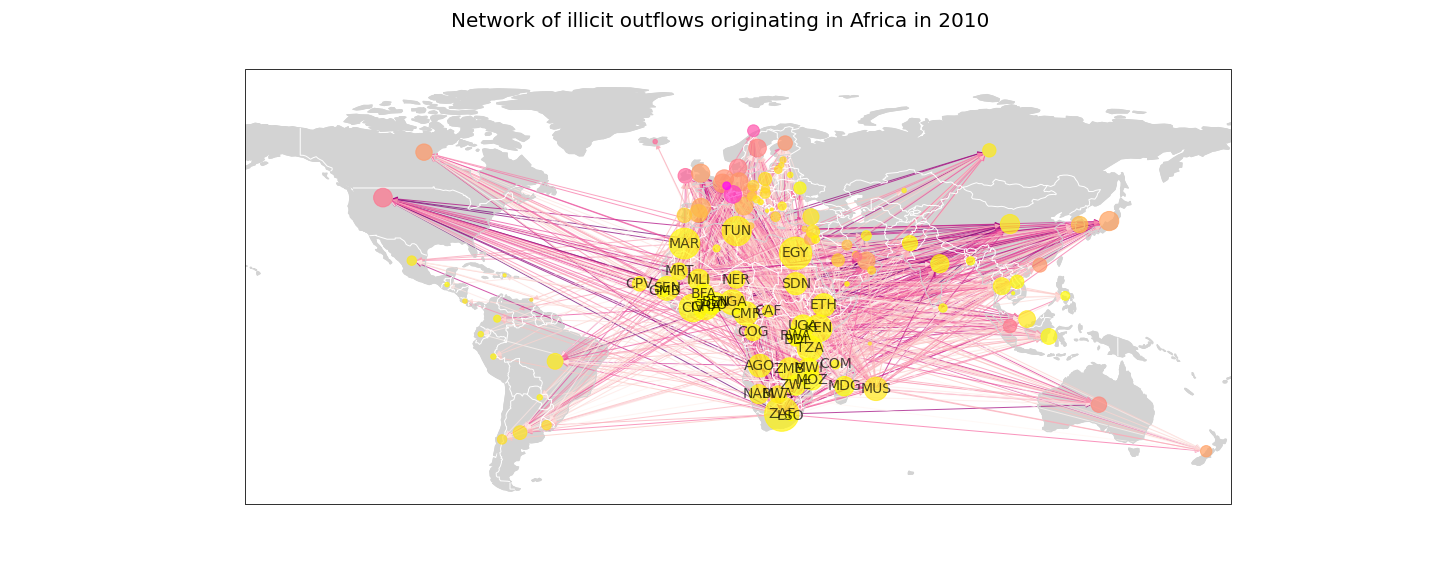 Network of illicit outflows originating in Africa in 2010
TUN
MAR
EGY
MRT
MLI
NER
CPV
SEN
GMB
SDN
BFA
NGA
ETH
CIV
CMR
CAF
COG
UGA
KEN
RWA
BDI
TZA
AGO
ZMB
MWI
COM
MOZ
ZWE
MDG
MUS
NAM
BWA
ZAF
LSO